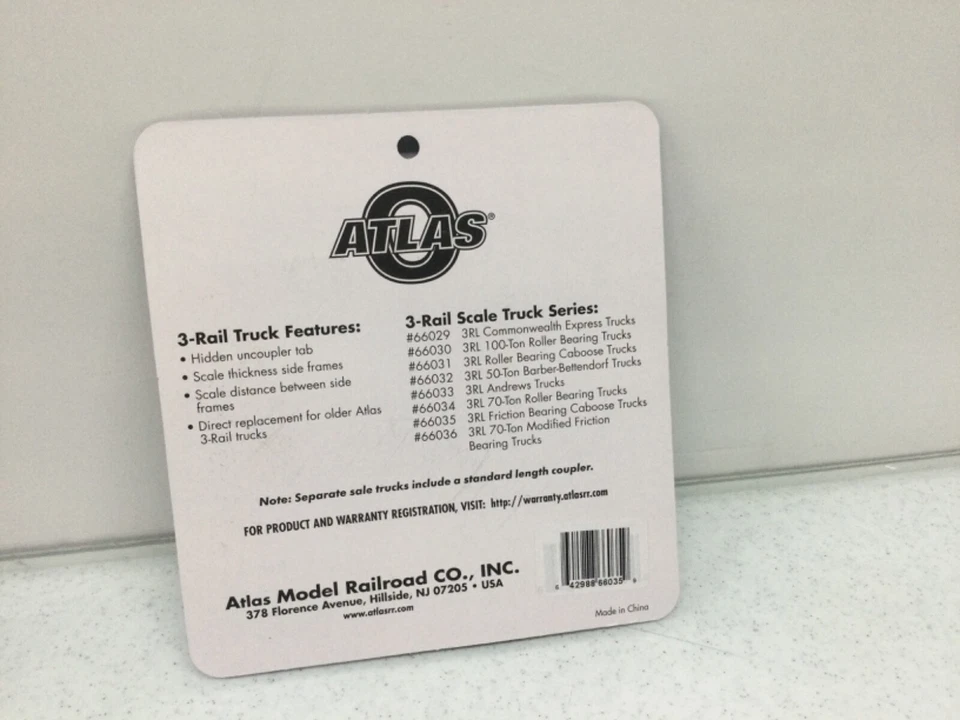 ATLAS®
O
3-Rail Truck Features:
• Hidden uncoupler tab
• Scale thickness side frames
• Scale distance between side
frames
• Direct replacement for older Atlas
3-Rail trucks
3-Rail Scale Truck Series:
#66029 3RL Commonwealth Express Trucks
#66030 3RL 100-Ton Roller Bearing Trucks
#66031 3RL Roller Bearing Caboose Trucks
#66032 3RL 50-Ton Barber-Bettendorf Trucks
#66033 3RL Andrews Trucks
#66034 3RL 70-Ton Roller Bearing Trucks
#66035 3RL Friction Bearing Caboose Trucks
#66036 3RL 70-Ton Modified Friction
Bearing Trucks
Note: Separate sale trucks include a standard length coupler.
FOR PRODUCT AND WARRANTY REGISTRATION, VISIT: http://warranty.atlasrr.com
Atlas Model Railroad CO., INC.
378 Florence Avenue, Hillside, NJ 07205 • USA
www.atlasrr.com
6 42988 66035 9
Made in China